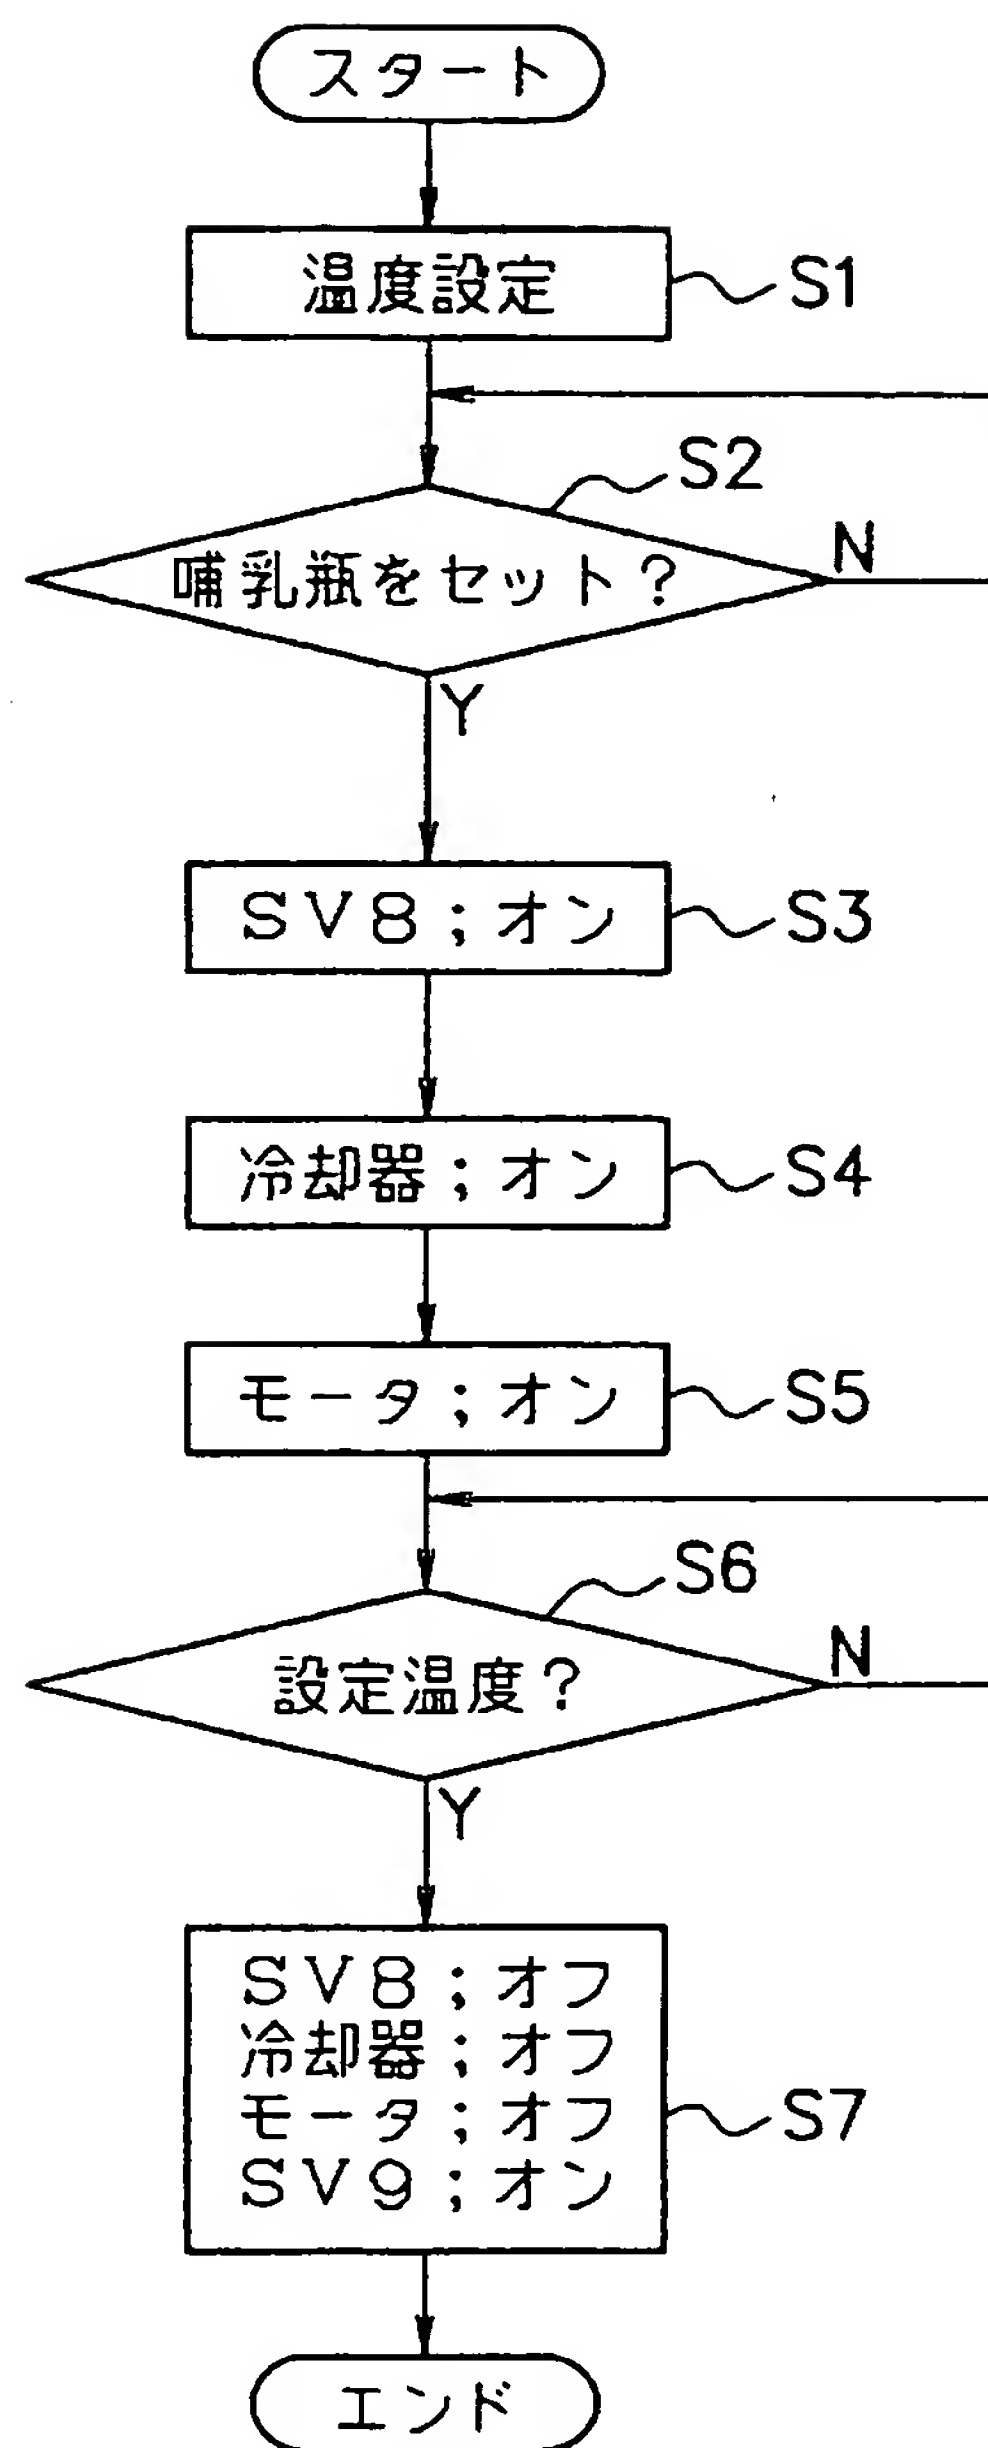 スタート
温度設定
S1
S2
哺乳瓶をセット?
N
Y
SV8;オン
S3
冷却器;オン
S4
モータ;オン
S5
S6
設定温度?
N
Y
SV8;オフ
冷却器;オフ
モータ;オフ
SV9;オン
S7
エンド